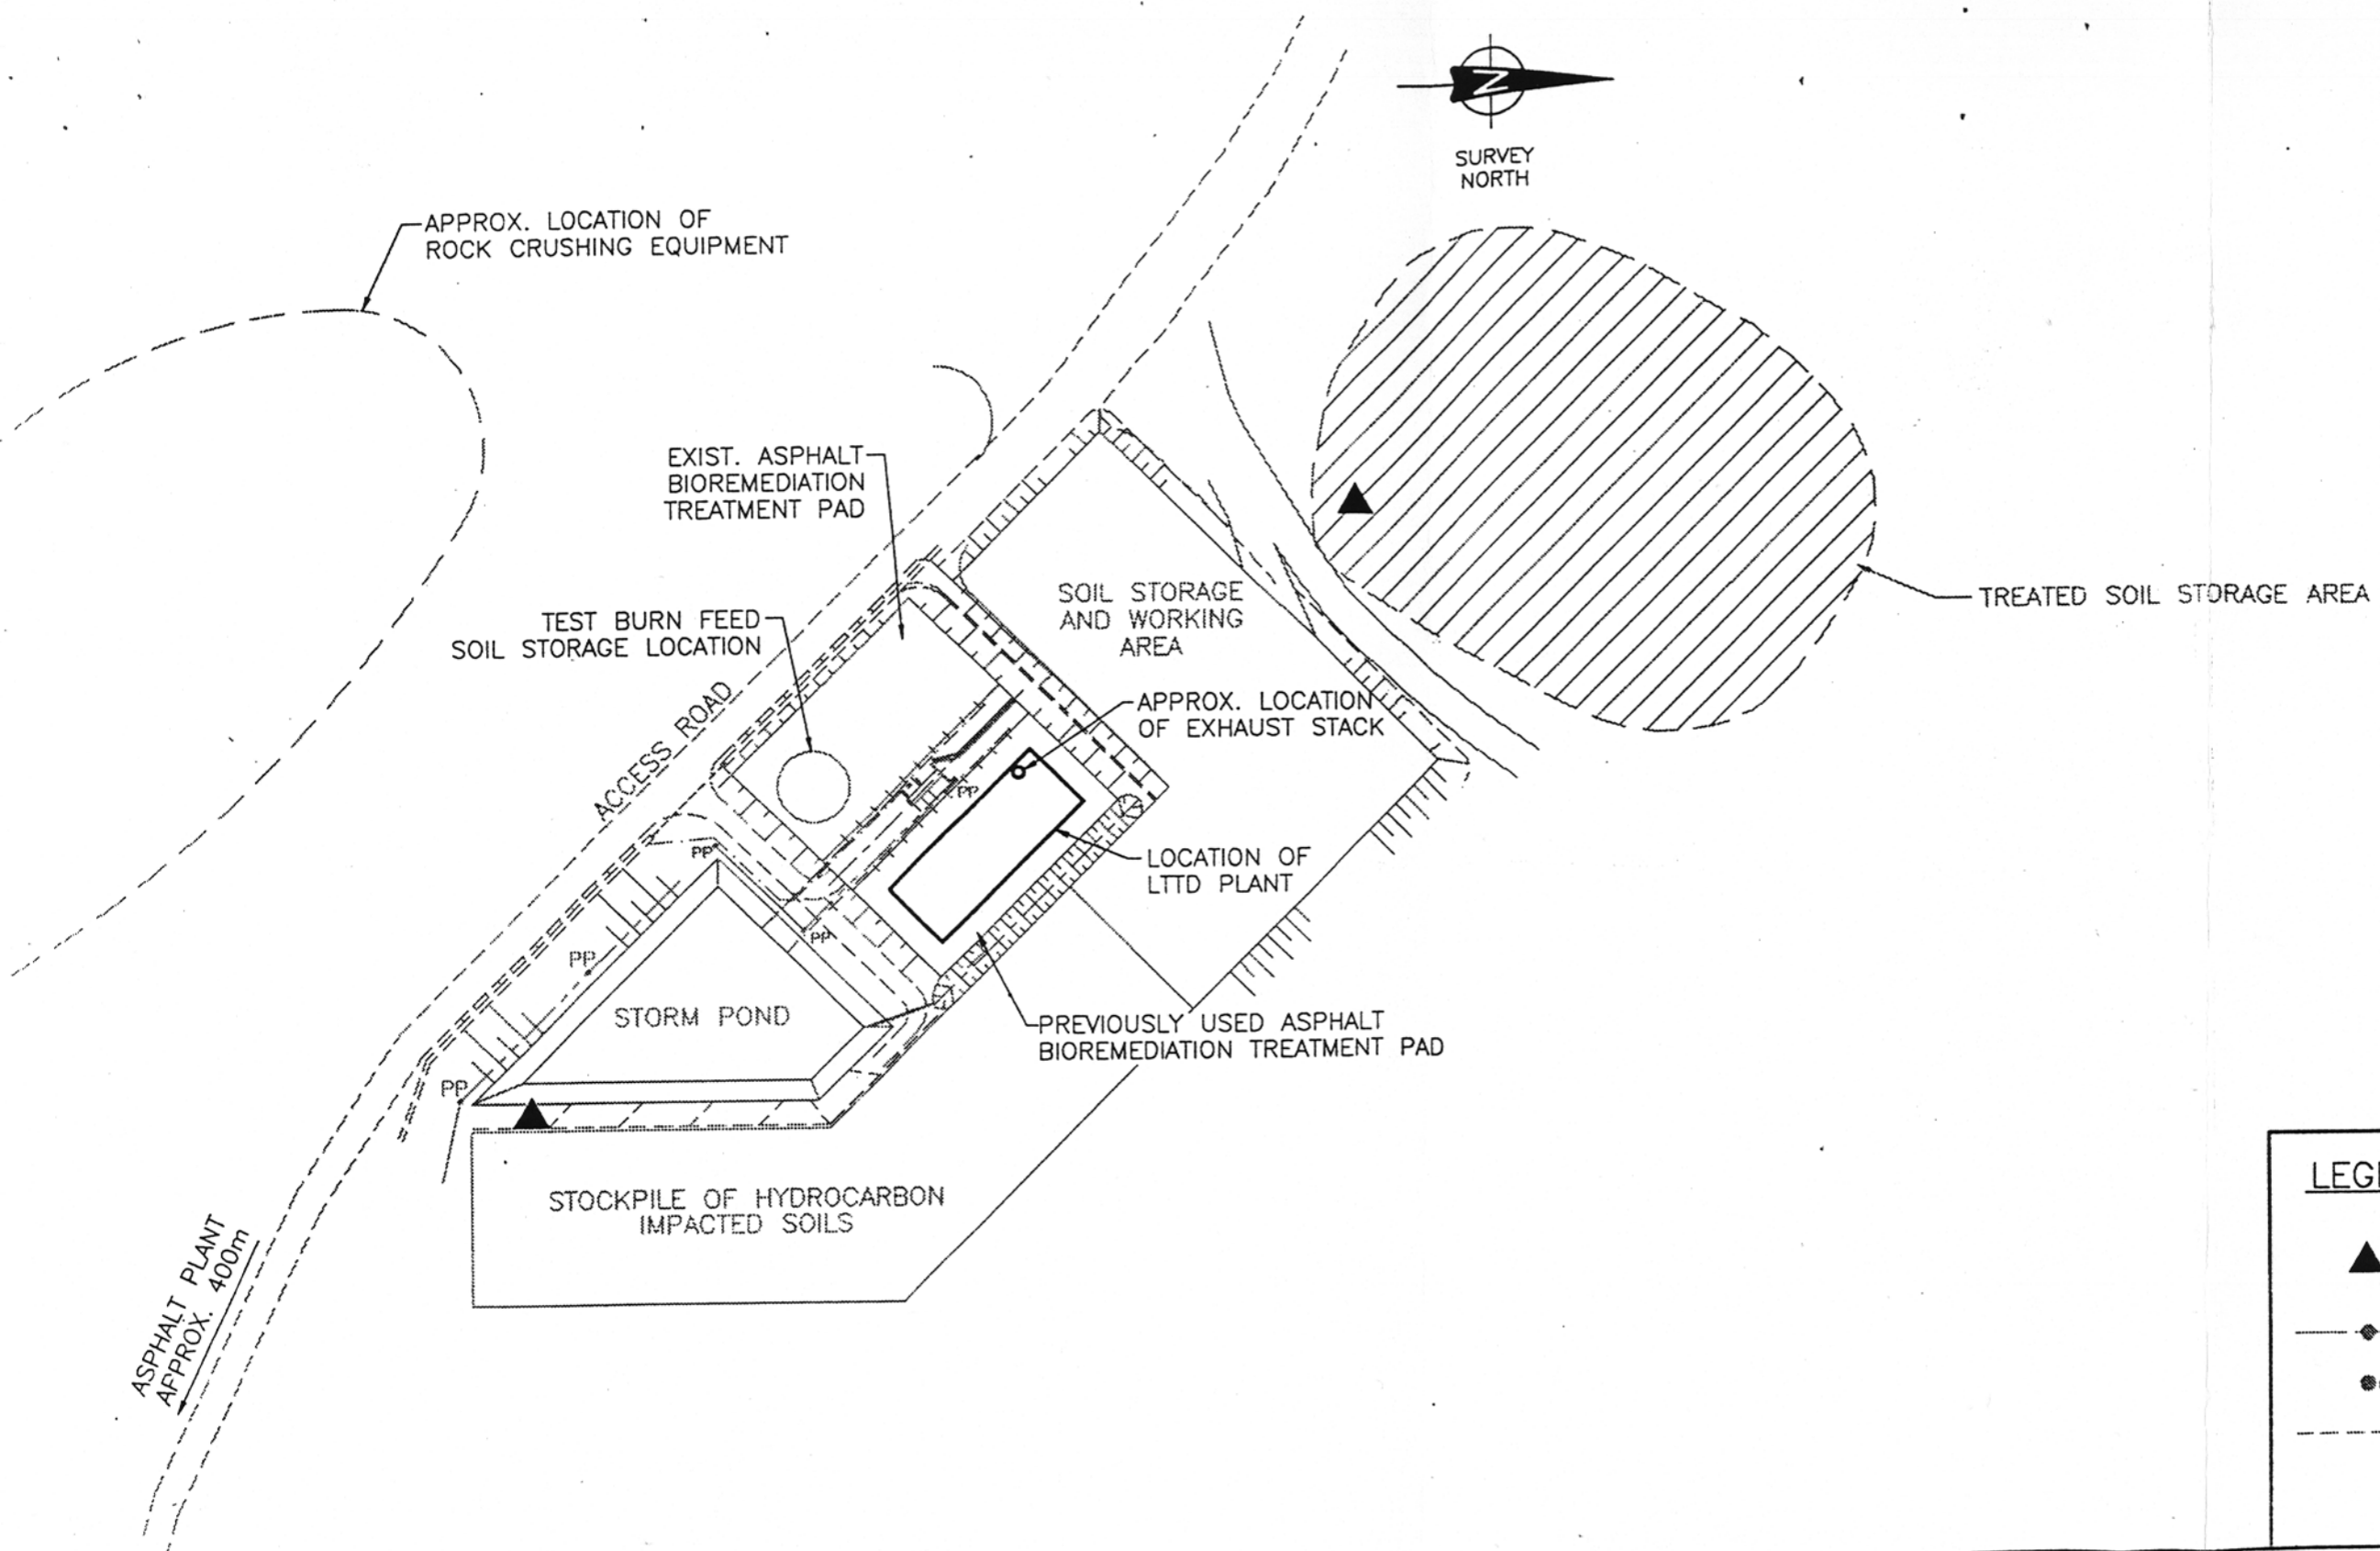 N
SURVEY
NORTH
APPROX. LOCATION OF
ROCK CRUSHING EQUIPMENT
EXIST. ASPHALT
BIOREMEDIATION
TREATMENT PAD
TEST BURN FEED
SOIL STORAGE LOCATION
SOIL STORAGE
AND WORKING
AREA
TREATED SOIL STORAGE AREA
ACCESS ROAD
APPROX. LOCATION
OF EXHAUST STACK
PP
LOCATION OF
LTTD PLANT
PP
PP
PP
STORM POND
PREVIOUSLY USED ASPHALT
BIOREMEDIATION TREATMENT PAD
PP
STOCKPILE OF HYDROCARBON
IMPACTED SOILS
ASPHALT PLANT
APPROX. 400m